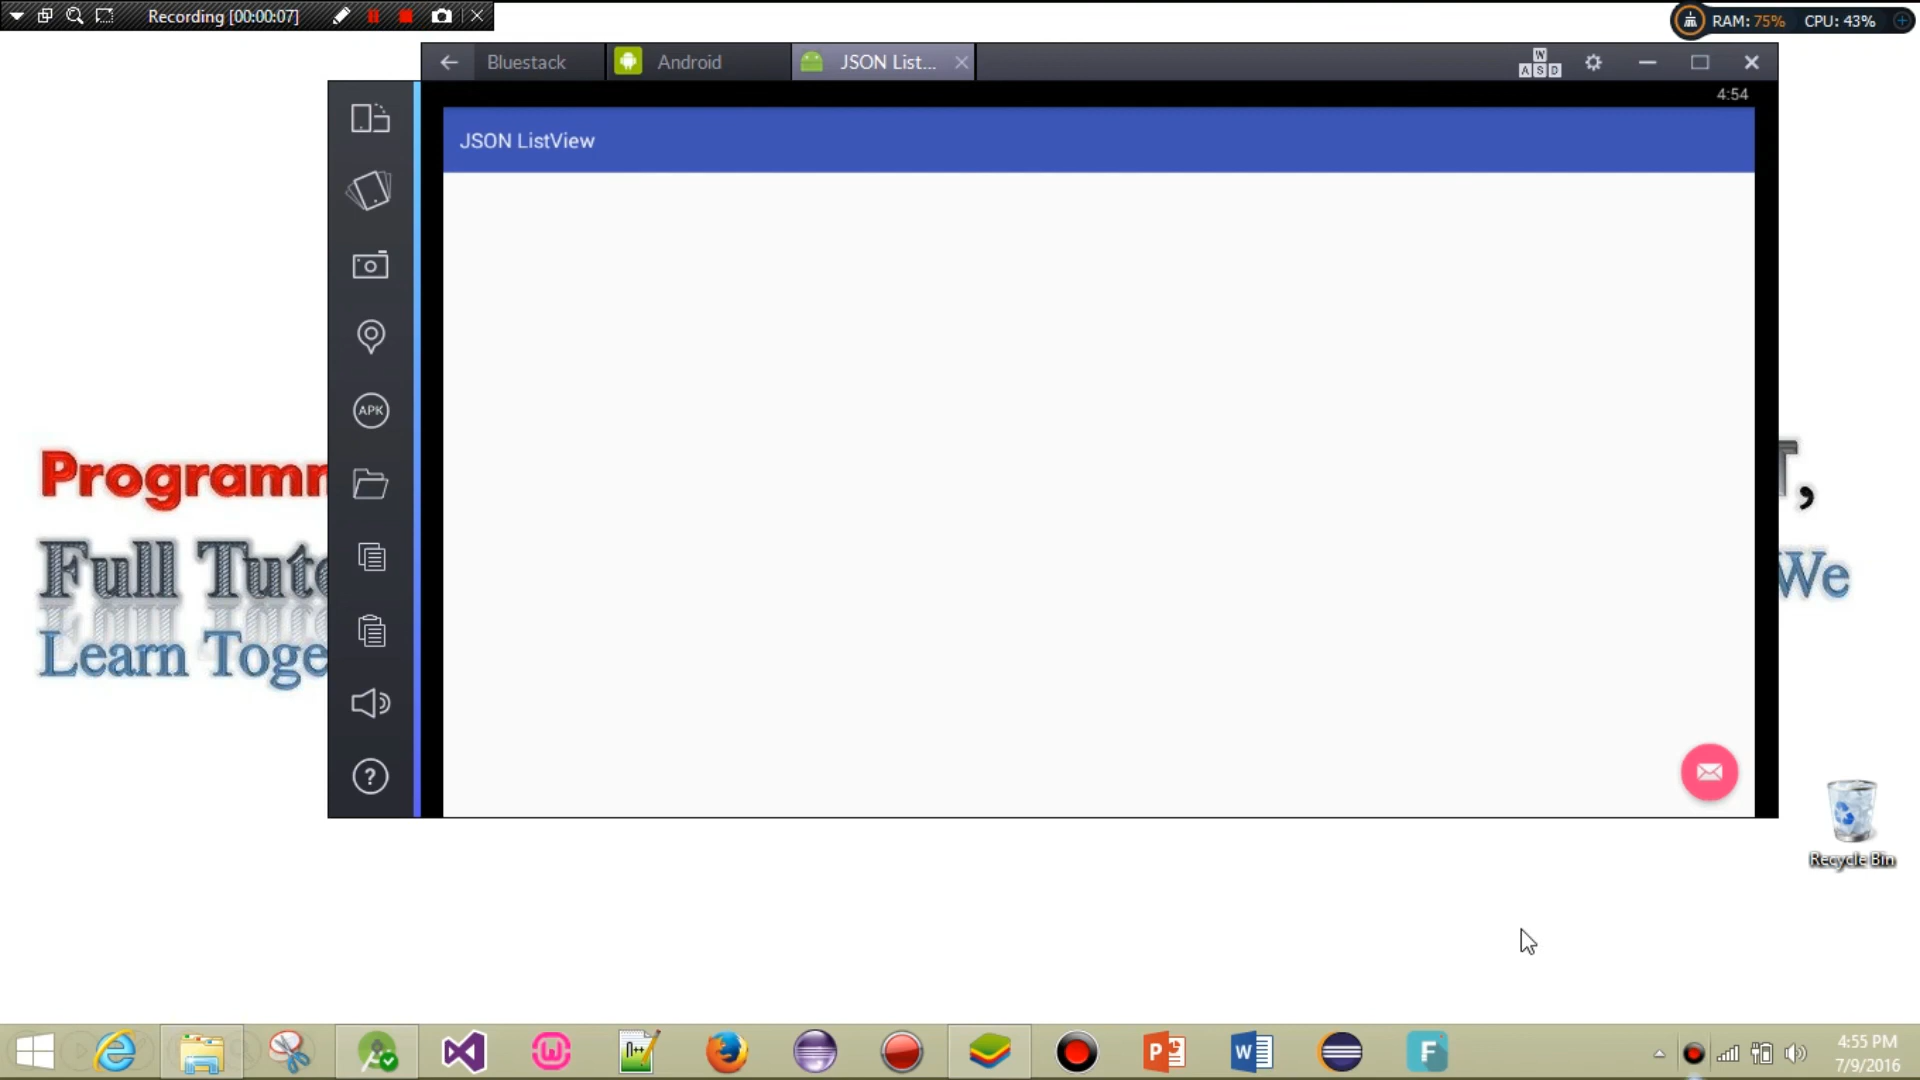 Recording [00:00:07]
RAM: 75% CPU: 43%
Bluestack
Android
JSON List...
W
A S D
4:54
JSON ListView
APK
Programm
T,
Full Tuto
We
Learn Toge
?
Recycle Bin
n++
P
W
F
4:55 PM
7/9/2016